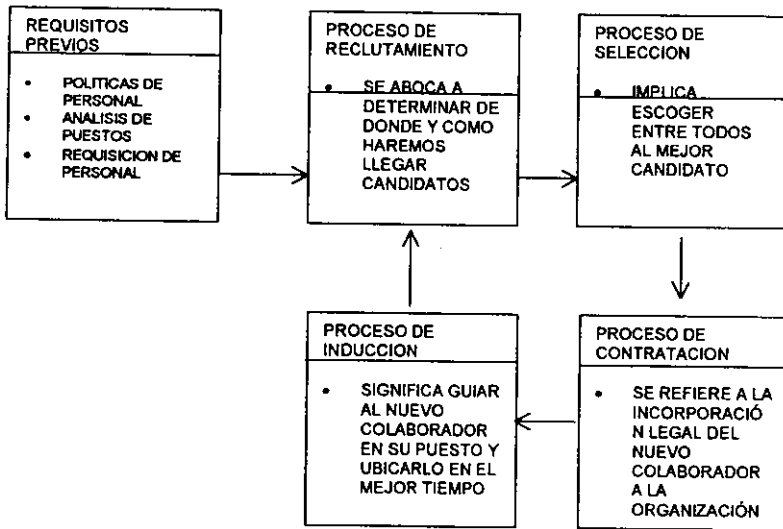 REQUISITOS
PREVIOS
• POLITICAS DE
PERSONAL
• ANALISIS DE
PUESTOS
• REQUISICION DE
PERSONAL
PROCESO DE
RECLUTAMIENTO
• SE ABOCA A
DETERMINAR DE
DONDE Y COMO
HAREMOS
LLEGAR
CANDIDATOS
PROCESO DE
SELECCION
• IMPLICA
ESCOGER
ENTRE TODOS
AL MEJOR
CANDIDATO
PROCESO DE
CONTRATACION
• SE REFIERE A LA
INCORPORACIÓ
N LEGAL DEL
NUEVO
COLABORADOR
A LA
ORGANIZACIÓN
PROCESO DE
INDUCCION
• SIGNIFICA GUIAR
AL NUEVO
COLABORADOR
EN SU PUESTO Y
UBICARLO EN EL
MEJOR TIEMPO